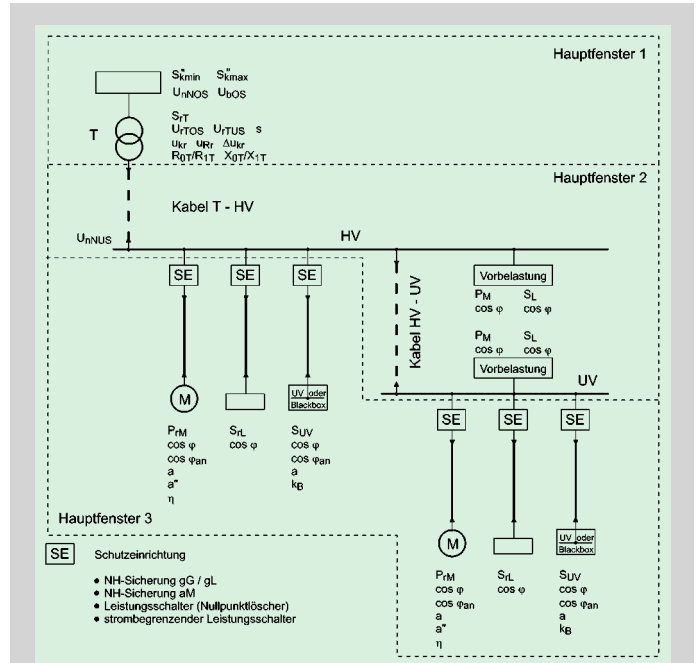 Hauptfenster 1
S"kmin S"kmax
UnNOS UbOS
T
SrT
UrTOS UrTUS s
ukr uRr Δukr
R0T/R1T X0T/X1T
Hauptfenster 2
Kabel T - HV
UnNUS
HV
SE SE SE
Vorbelastung
PM SL
cos φ cos φ
Kabel HV - UV
PM SL
cos φ cos φ
Vorbelastung
UV
M
UV oder
Blackbox
PrM SrL SUV
cos φ cos φ cos φ
cos φan cos φan
a a
a" kB
η
SE SE SE
Hauptfenster 3
M
UV oder
Blackbox
PrM SrL SUV
cos φ cos φ cos φ
cos φan cos φan
a a
a" kB
η
SE Schutzeinrichtung
• NH-Sicherung gG / gL
• NH-Sicherung aM
• Leistungsschalter (Nullpunktlöscher)
• strombegrenzender Leistungsschalter